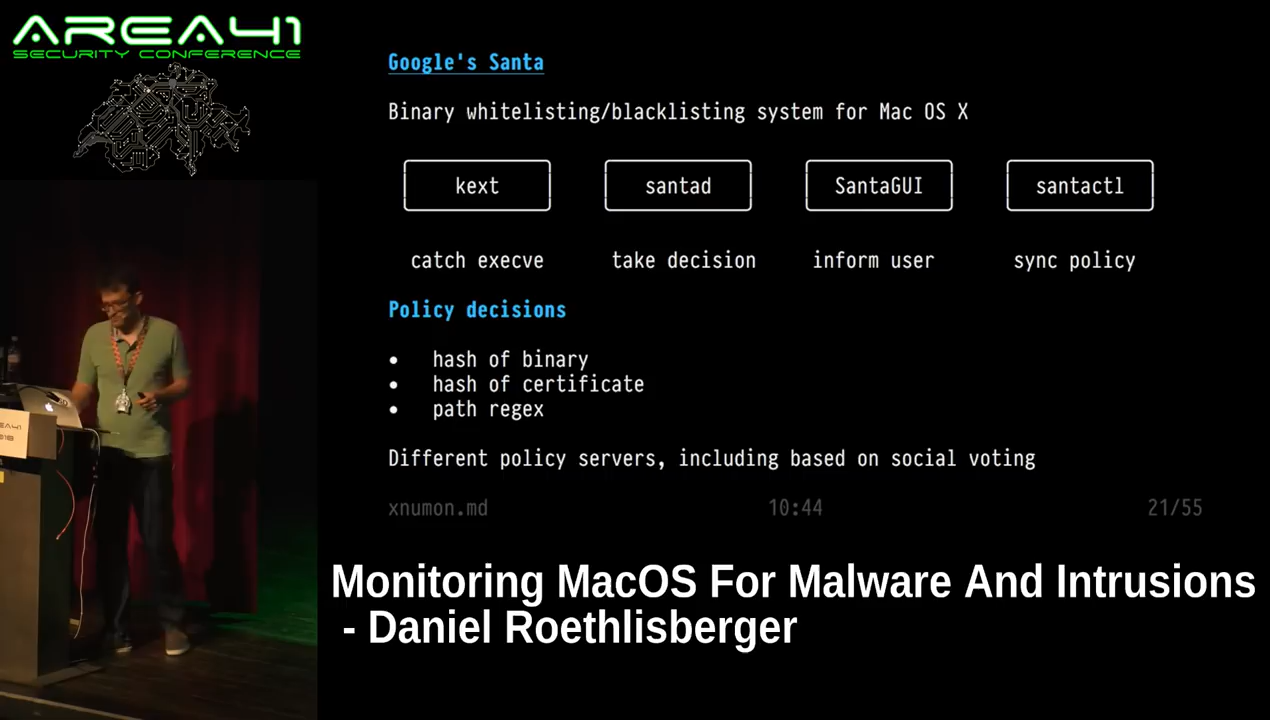 AREA41
SECURITY CONFERENCE
Google's Santa
Binary whitelisting/blacklisting system for Mac OS X
kext santad SantaGUI santactl
catch execve take decision inform user sync policy
Policy decisions
• hash of binary
• hash of certificate
• path regex
Different policy servers, including based on social voting
xnumon.md 10:44 21/55
Monitoring MacOS For Malware And Intrusions
- Daniel Roethlisberger